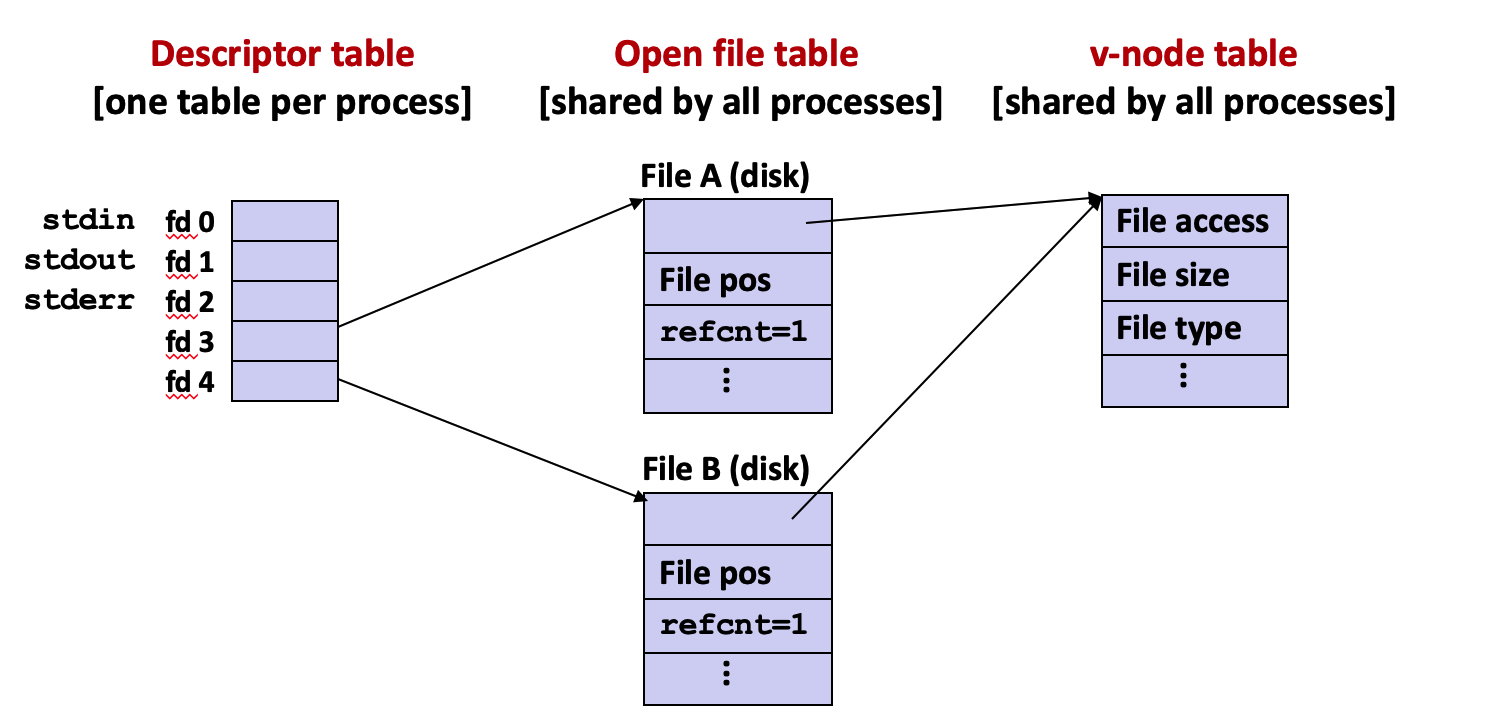 Descriptor table
[one table per process]
Open file table
[shared by all processes]
v-node table
[shared by all processes]
stdin fd 0
stdout fd 1
stderr fd 2
fd 3
fd 4
File A (disk)
File pos
refcnt=1
⋮
File B (disk)
File pos
refcnt=1
⋮
File access
File size
File type
⋮